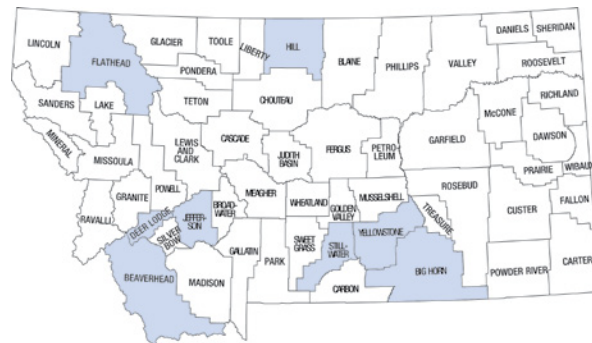 LINCOLN
FLATHEAD
GLACIER
TOOLE
LIBERTY
HILL
BLAINE
PHILLIPS
VALLEY
DANIELS
SHERIDAN
ROOSEVELT
PONDERA
SANDERS
LAKE
TETON
CHOUTEAU
RICHLAND
McCONE
MINERAL
MISSOULA
LEWIS
AND
CLARK
CASCADE
JUDITH
BASIN
FERGUS
PETRO-
LEUM
GARFIELD
DAWSON
PRAIRIE
WIBAUX
POWELL
GRANITE
RAVALLI
DEER LODGE
SILVER
BOW
JEFFER-
SON
BROAD-
WATER
MEAGHER
WHEATLAND
GOLDEN
VALLEY
MUSSELSHELL
ROSEBUD
TREASURE
CUSTER
FALLON
BEAVERHEAD
MADISON
GALLATIN
PARK
SWEET
GRASS
STILL-
WATER
YELLOWSTONE
CARBON
BIG HORN
POWDER RIVER
CARTER